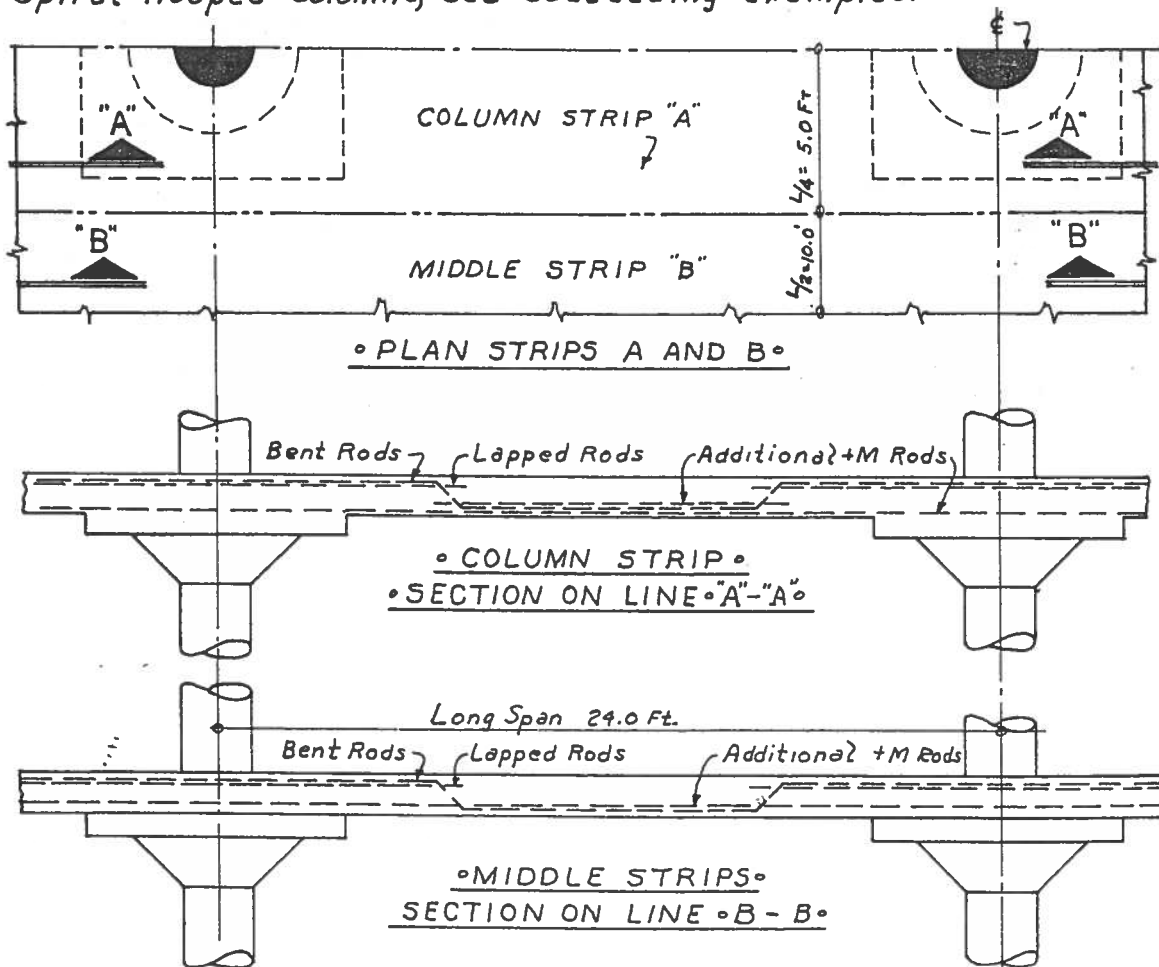 Spiral Hooped Columns, see succeeding examples.
℄
"A"
COLUMN STRIP "A"
"A"
L/4 = 5.0 FT
"B"
MIDDLE STRIP "B"
"B"
L/2=10.0'
• PLAN STRIPS A AND B •
Bent Rods
Lapped Rods
Additional +M Rods
• COLUMN STRIP •
• SECTION ON LINE • "A"-"A" •
Long Span 24.0 Ft.
Bent Rods
Lapped Rods
Additional +M Rods
• MIDDLE STRIPS •
SECTION ON LINE • B - B •